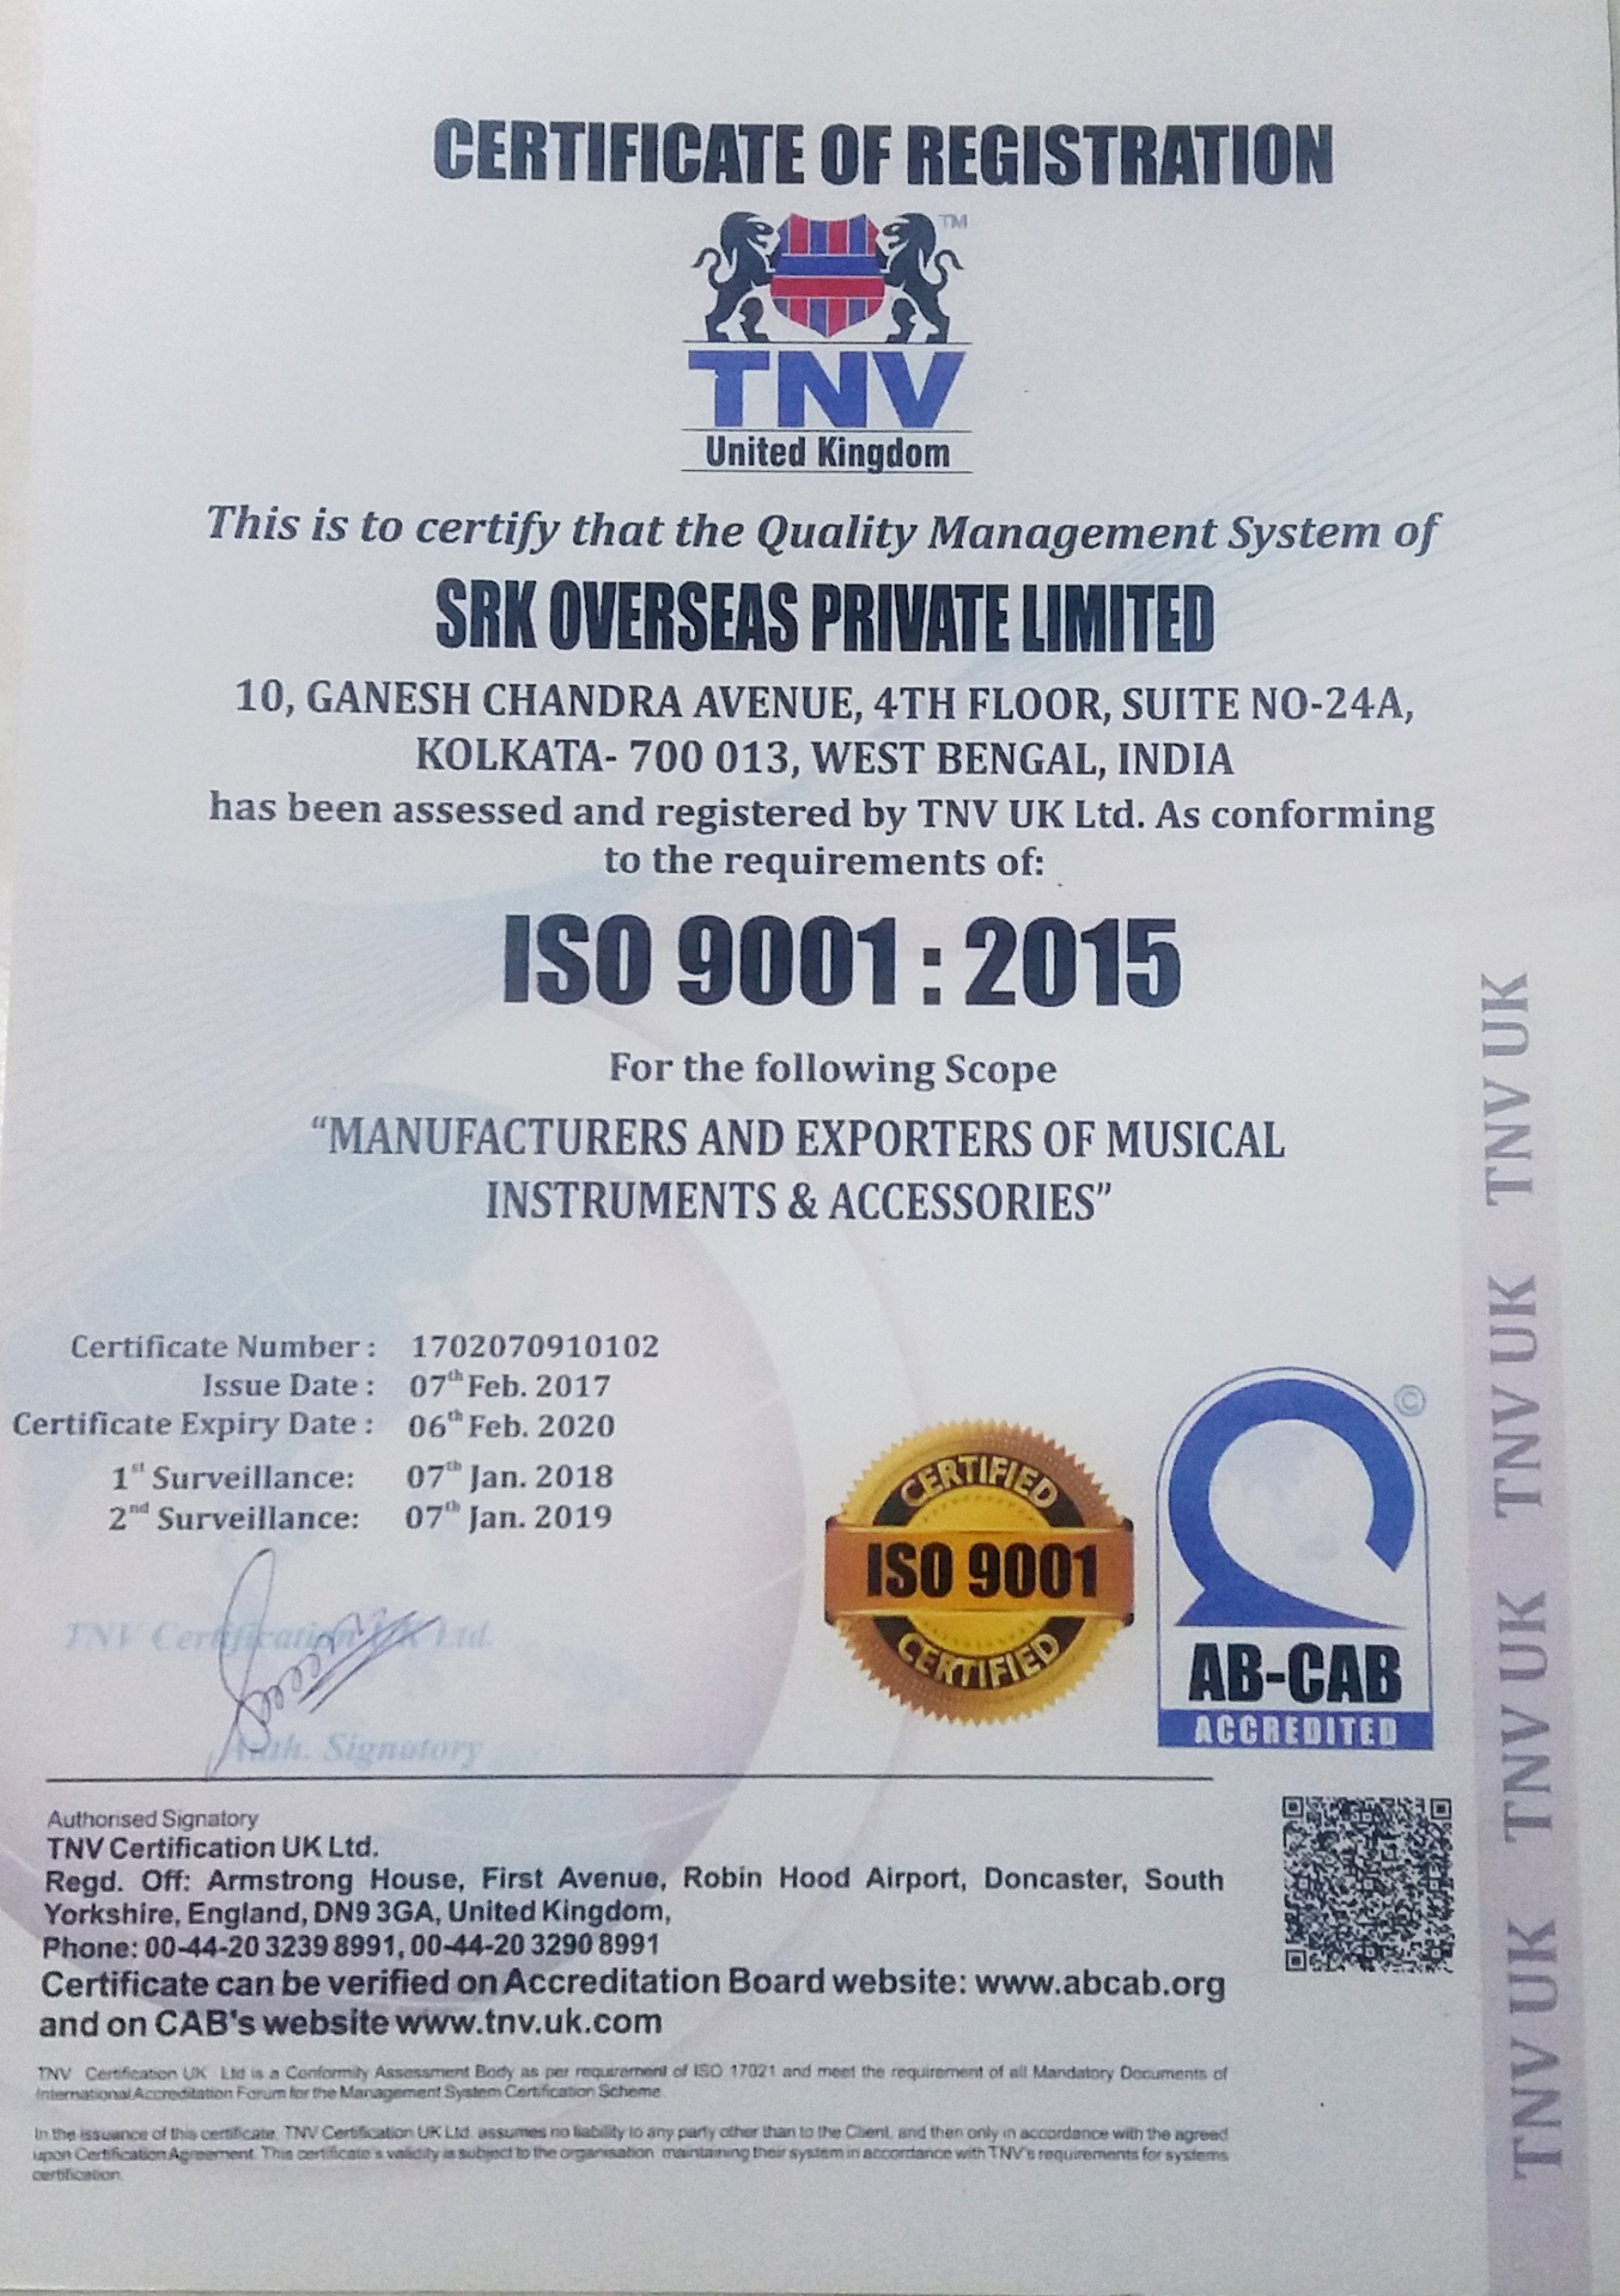 CERTIFICATE OF REGISTRATION
TM
TNV
United Kingdom
This is to certify that the Quality Management System of
SRK OVERSEAS PRIVATE LIMITED
10, GANESH CHANDRA AVENUE, 4TH FLOOR, SUITE NO-24A,
KOLKATA- 700 013, WEST BENGAL, INDIA
has been assessed and registered by TNV UK Ltd. As conforming
to the requirements of:
ISO 9001 : 2015
For the following Scope
“MANUFACTURERS AND EXPORTERS OF MUSICAL
INSTRUMENTS & ACCESSORIES”
Certificate Number : 1702070910102
Issue Date : 07th Feb. 2017
Certificate Expiry Date : 06th Feb. 2020
1st Surveillance: 07th Jan. 2018
2nd Surveillance: 07th Jan. 2019
TNV Certification UK Ltd.
Auth. Signatory
CERTIFIED
ISO 9001
CERTIFIED
©
AB-CAB
ACCREDITED
Authorised Signatory
TNV Certification UK Ltd.
Regd. Off: Armstrong House, First Avenue, Robin Hood Airport, Doncaster, South
Yorkshire, England, DN9 3GA, United Kingdom,
Phone: 00-44-20 3239 8991, 00-44-20 3290 8991
Certificate can be verified on Accreditation Board website: www.abcab.org
and on CAB's website www.tnv.uk.com
TNV Certification UK Ltd is a Conformity Assessment Body as per requirement of ISO 17021 and meet the requirement of all Mandatory Documents of
International Accreditation Forum for the Management System Certification Scheme.
In the issuance of this certificate, TNV Certification UK Ltd. assumes no liability to any party other than to the Client, and then only in accordance with the agreed
upon Certification Agreement. This certificate's validity is subject to the organisation maintaining their system in accordance with TNV's requirements for systems
certification.
TNV UK TNV UK TNV UK TNV UK